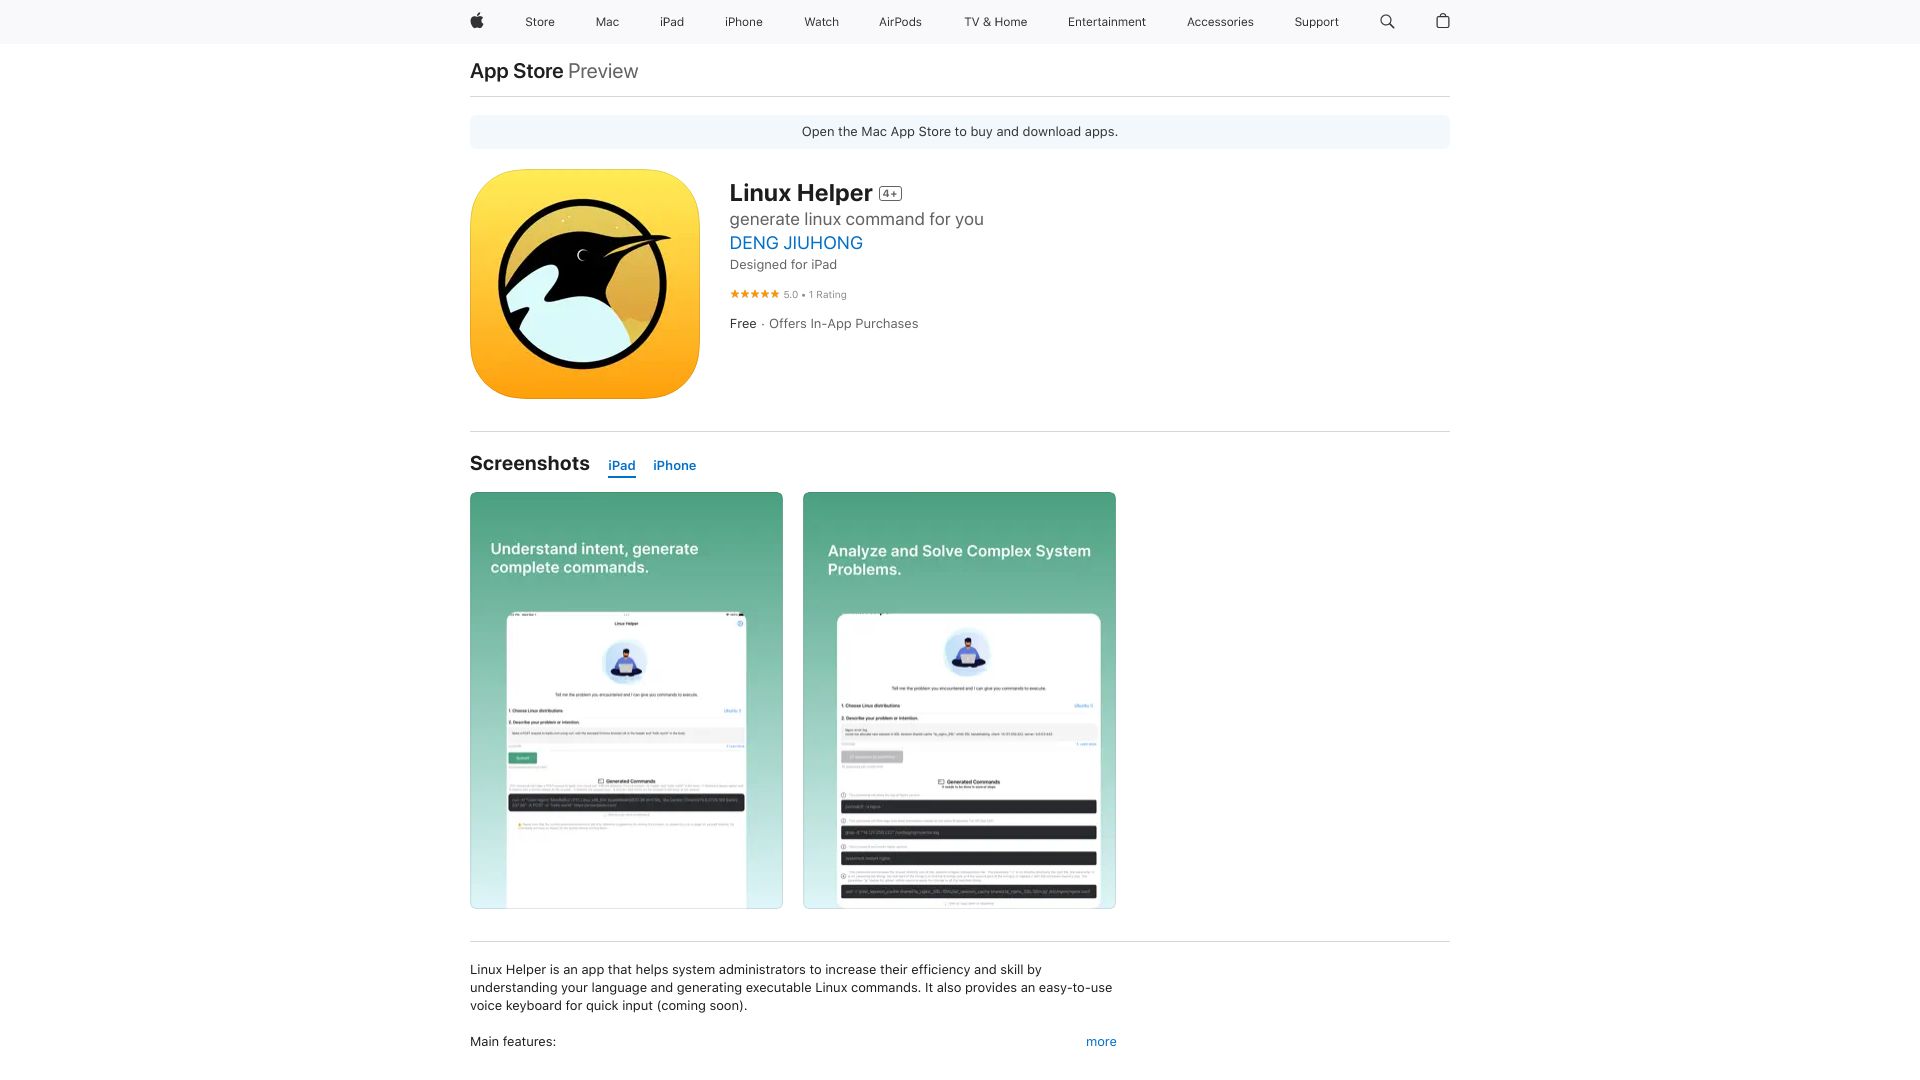 Store
Mac
iPad
iPhone
Watch
AirPods
TV & Home
Entertainment
Accessories
Support
App Store Preview
Open the Mac App Store to buy and download apps.
Linux Helper 4+
generate linux command for you
DENG JIUHONG
Designed for iPad
5.0 • 1 Rating
Free · Offers In-App Purchases
Screenshots
iPad
iPhone
Understand intent, generate
complete commands.
Linux Helper
Tell me the problem you encountered and I can give you commands to execute.
1. Choose Linux distributions
2. Describe your problem or intention.
Submit
Generated Commands
Analyze and Solve Complex System
Problems.
Tell me the problem you encountered and I can give you commands to execute.
1. Choose Linux distributions
2. Describe your problem or intention.
Generated Commands
Linux Helper is an app that helps system administrators to increase their efficiency and skill by
understanding your language and generating executable Linux commands. It also provides an easy-to-use
voice keyboard for quick input (coming soon).
Main features:
more